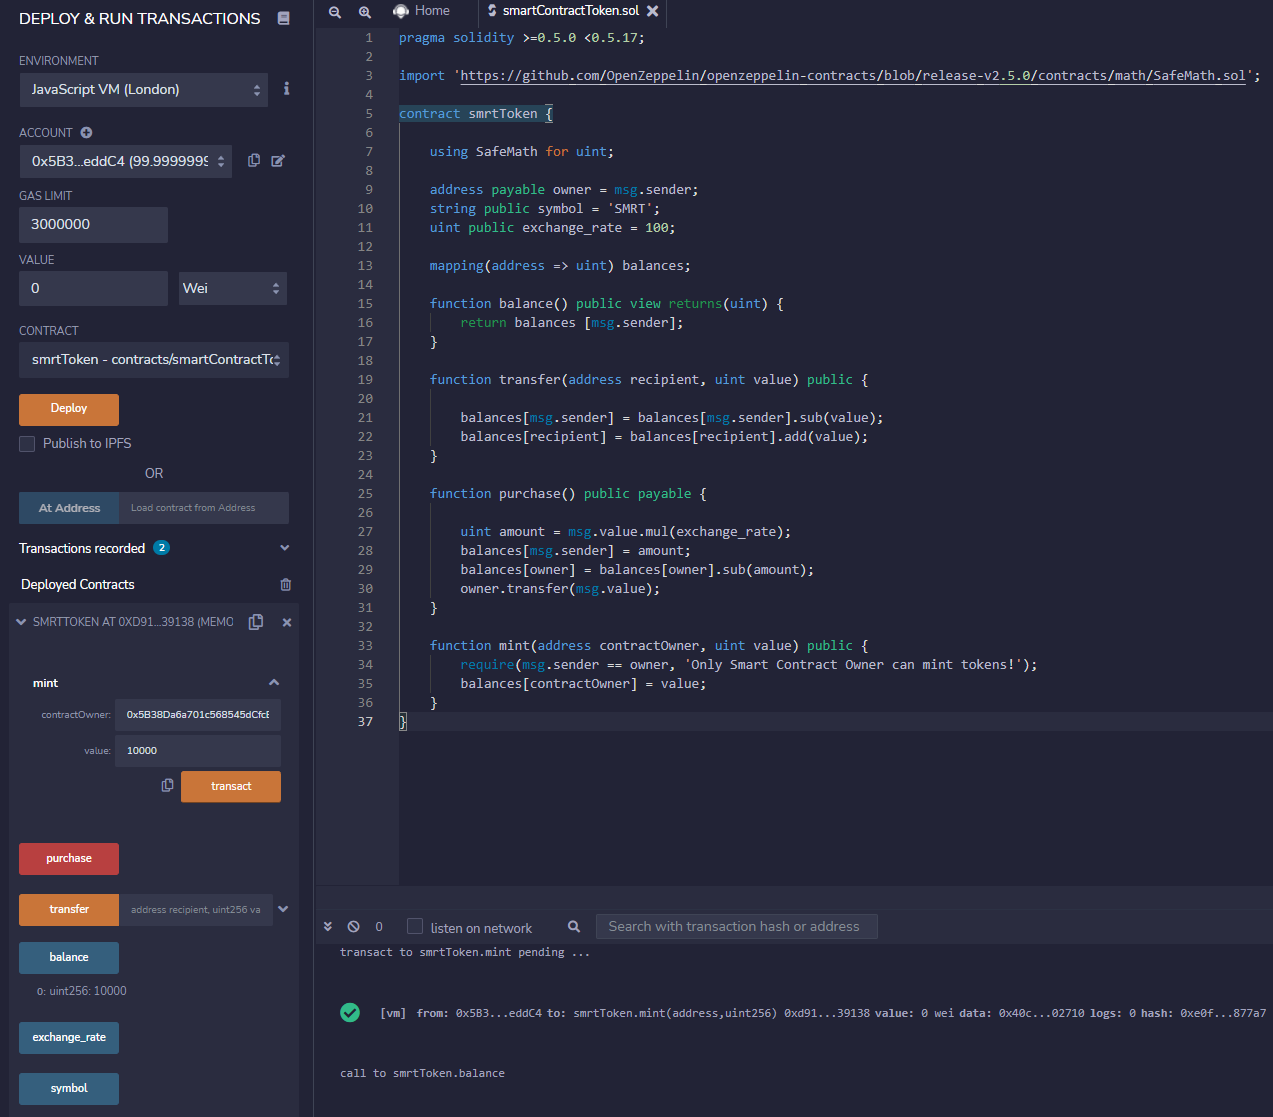 DEPLOY & RUN TRANSACTIONS
ENVIRONMENT
JavaScript VM (London)
ACCOUNT
0x5B3...eddC4 (99.9999999
GAS LIMIT
3000000
VALUE
0
Wei
CONTRACT
smrtToken - contracts/smartContractTo
Deploy
Publish to IPFS
OR
At Address
Load contract from Address
Transactions recorded 2
Deployed Contracts
SMRTTOKEN AT 0XD91...39138 (MEMO
mint
contractOwner:
0x5B38Da6a701c568545dCfcB
value:
10000
transact
purchase
transfer
address recipient, uint256 va
balance
0: uint256: 10000
exchange_rate
symbol
Home
smartContractToken.sol
1 pragma solidity >=0.5.0 <0.5.17;
2
3 import 'https://github.com/OpenZeppelin/openzeppelin-contracts/blob/release-v2.5.0/contracts/math/SafeMath.sol';
4
5 contract smrtToken {
6
7 using SafeMath for uint;
8
9 address payable owner = msg.sender;
10 string public symbol = 'SMRT';
11 uint public exchange_rate = 100;
12
13 mapping(address => uint) balances;
14
15 function balance() public view returns(uint) {
16 return balances [msg.sender];
17 }
18
19 function transfer(address recipient, uint value) public {
20
21 balances[msg.sender] = balances[msg.sender].sub(value);
22 balances[recipient] = balances[recipient].add(value);
23 }
24
25 function purchase() public payable {
26
27 uint amount = msg.value.mul(exchange_rate);
28 balances[msg.sender] = amount;
29 balances[owner] = balances[owner].sub(amount);
30 owner.transfer(msg.value);
31 }
32
33 function mint(address contractOwner, uint value) public {
34 require(msg.sender == owner, 'Only Smart Contract Owner can mint tokens!');
35 balances[contractOwner] = value;
36 }
37 }
0
listen on network
Search with transaction hash or address
transact to smrtToken.mint pending ...
[vm] from: 0x5B3...eddC4 to: smrtToken.mint(address,uint256) 0xd91...39138 value: 0 wei data: 0x40c...02710 logs: 0 hash: 0xe0f...877a7
call to smrtToken.balance